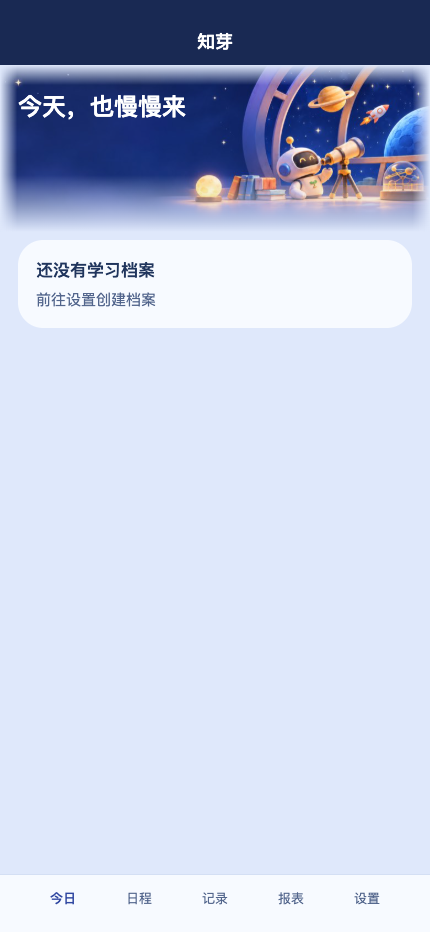 知芽
今天，也慢慢来
还没有学习档案
前往设置创建档案
今日
日程
记录
报表
设置